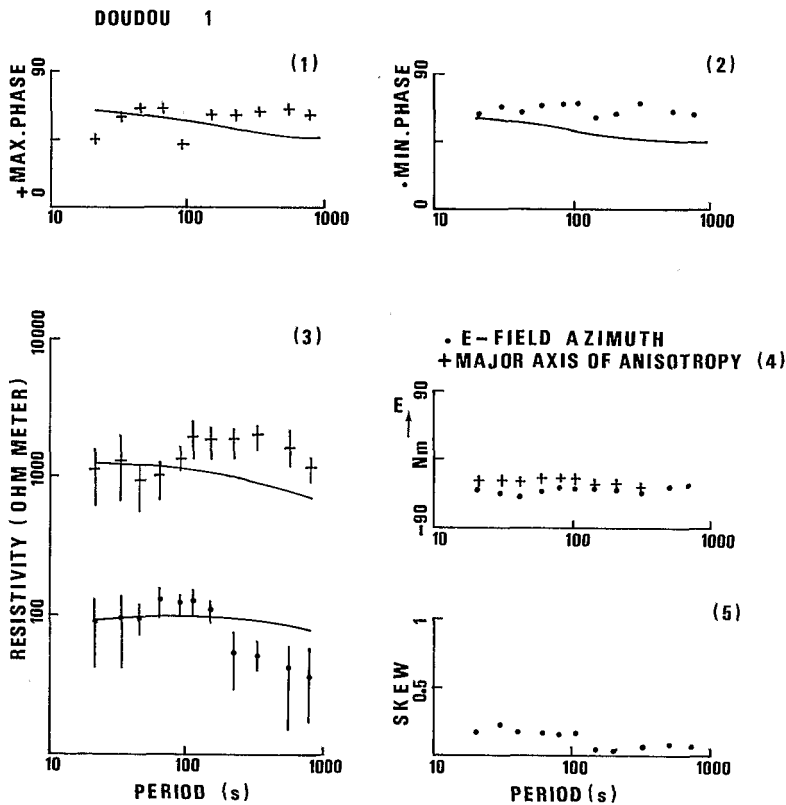 DOUDOU 1
(1)
+MAX.PHASE
90
0
10
100
1000
(2)
.MIN.PHASE
90
0
10
100
1000
(3)
RESISTIVITY (OHM METER)
10000
1000
100
10
100
1000
PERIOD (s)
. E-FIELD AZIMUTH
+MAJOR AXIS OF ANISOTROPY (4)
E
90
Nm
-90
10
100
1000
(5)
SKEW
1
0.5
10
100
1000
PERIOD(s)